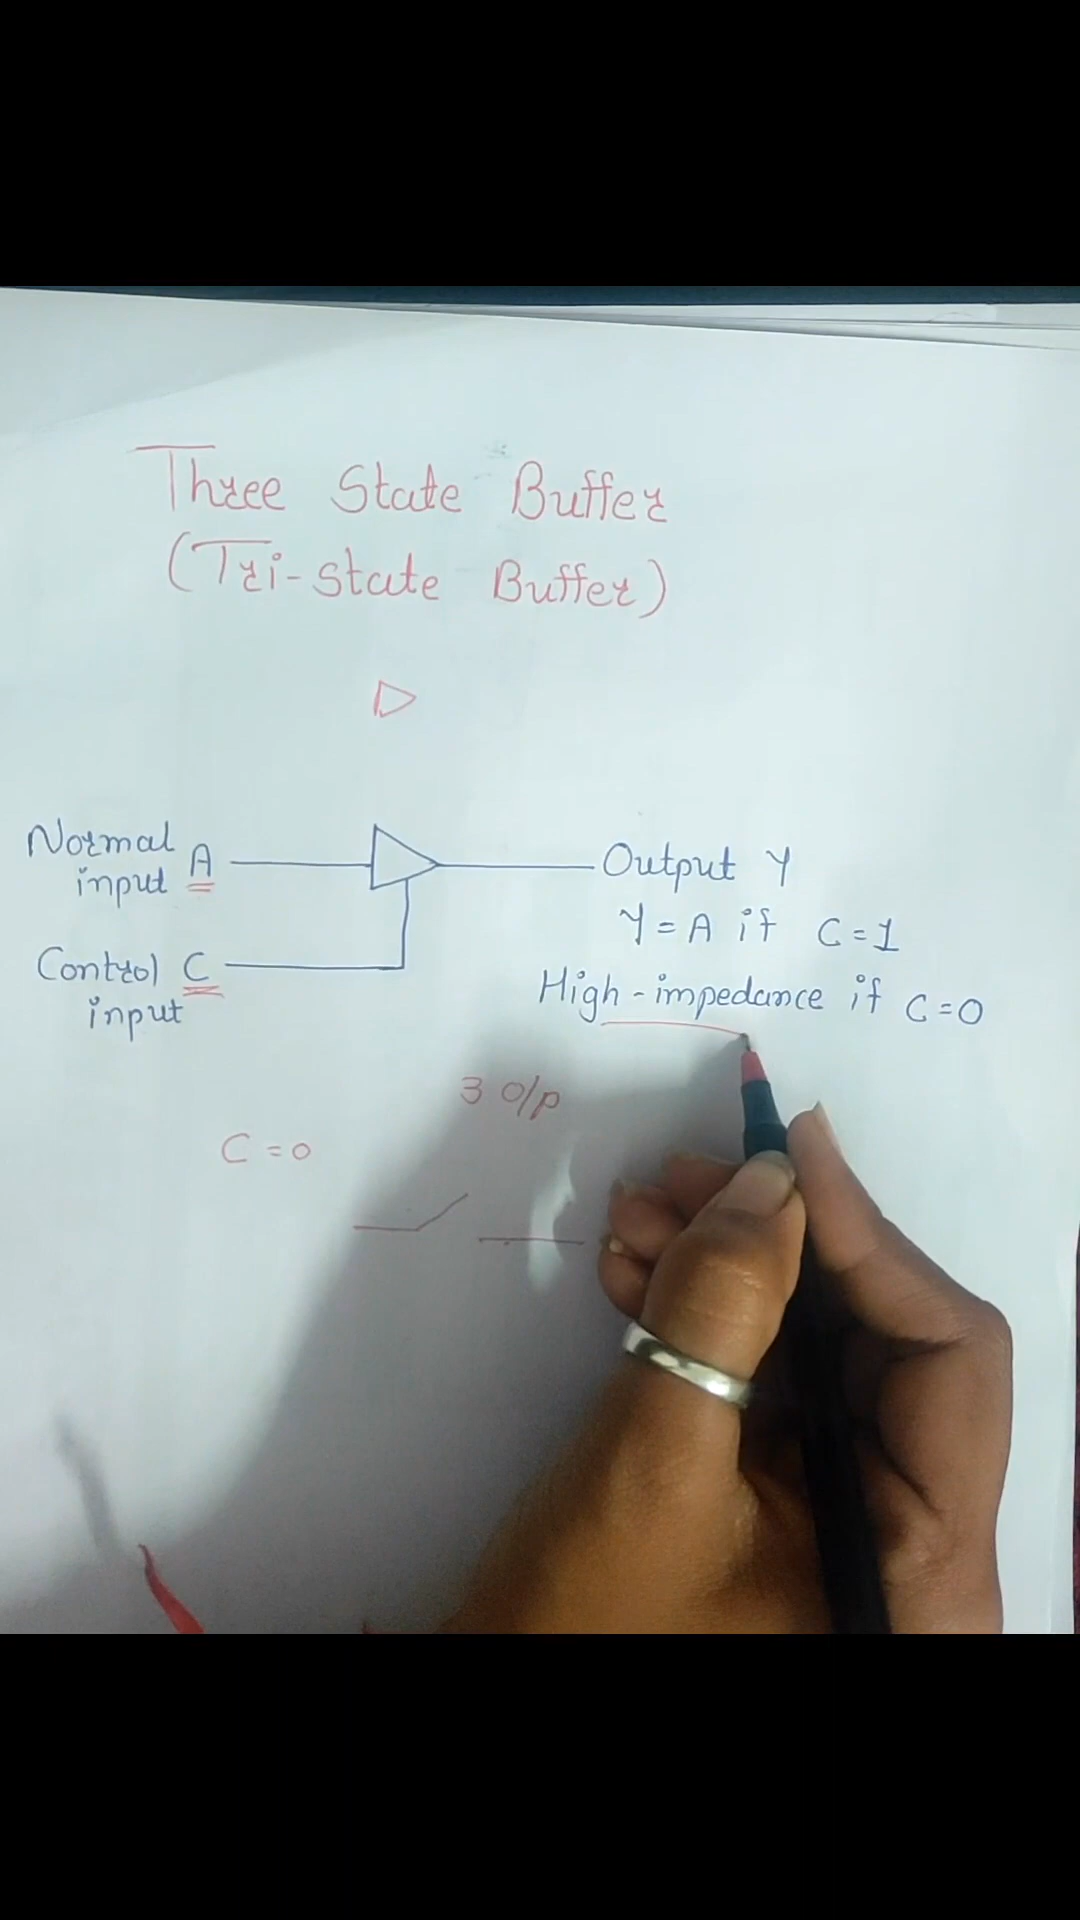 Three State Buffer
(Tri-state Buffer)
Normal
input A
Output Y
Y = A if C = 1
Control C
input
High-impedance if C = 0
3 O/P
C = 0